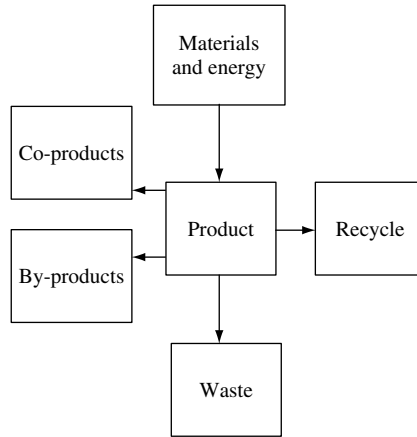 Materials
and energy
Co-products
Product
Recycle
By-products
Waste